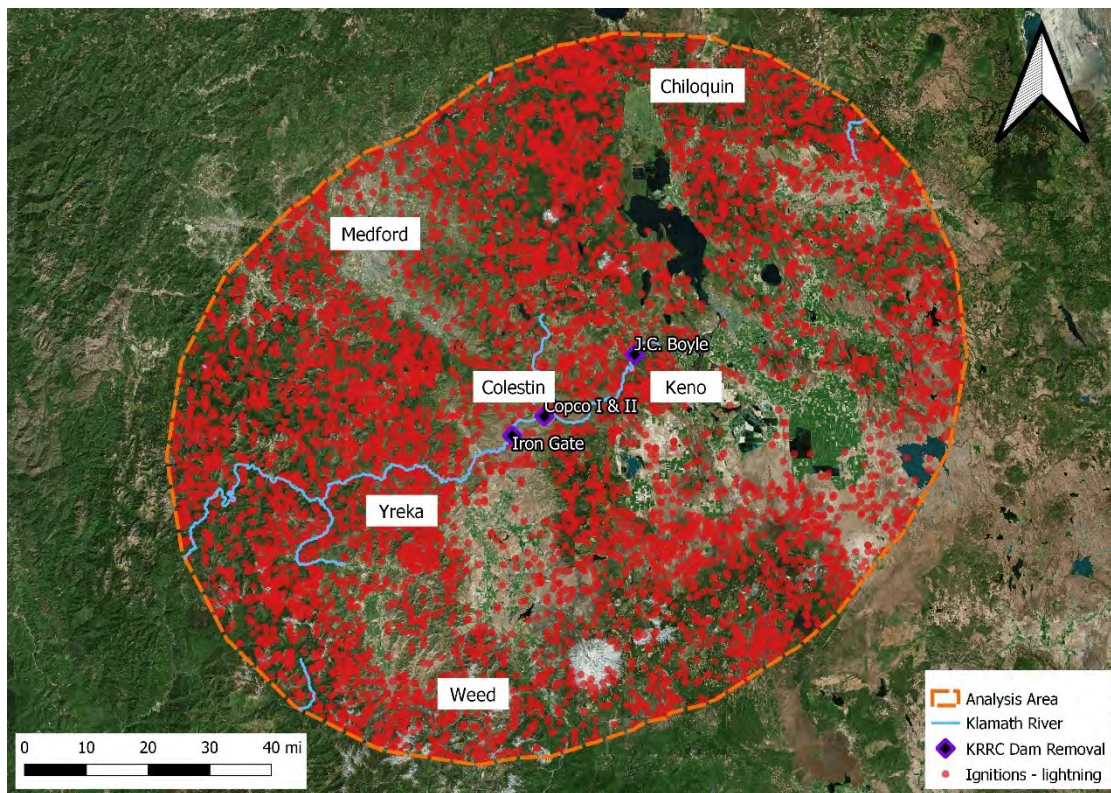 Chiloquin
Medford
J.C. Boyle
Colestin
Keno
Copco I & II
Iron Gate
Yreka
Weed
0 10 20 30 40 mi
Analysis Area
Klamath River
KRRC Dam Removal
Ignitions - lightning